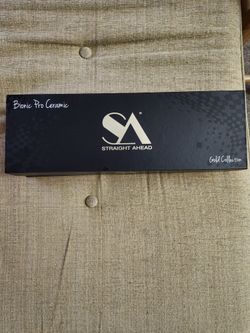 Bionic Pro Ceramic
SA
STRAIGHT AHEAD
Gold Collection